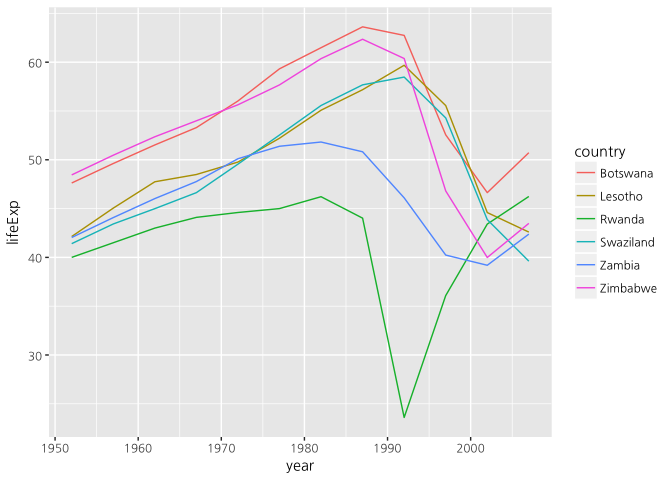 60
50
40
30
lifeExp
1950
1960
1970
1980
1990
2000
year
country
Botswana
Lesotho
Rwanda
Swaziland
Zambia
Zimbabwe